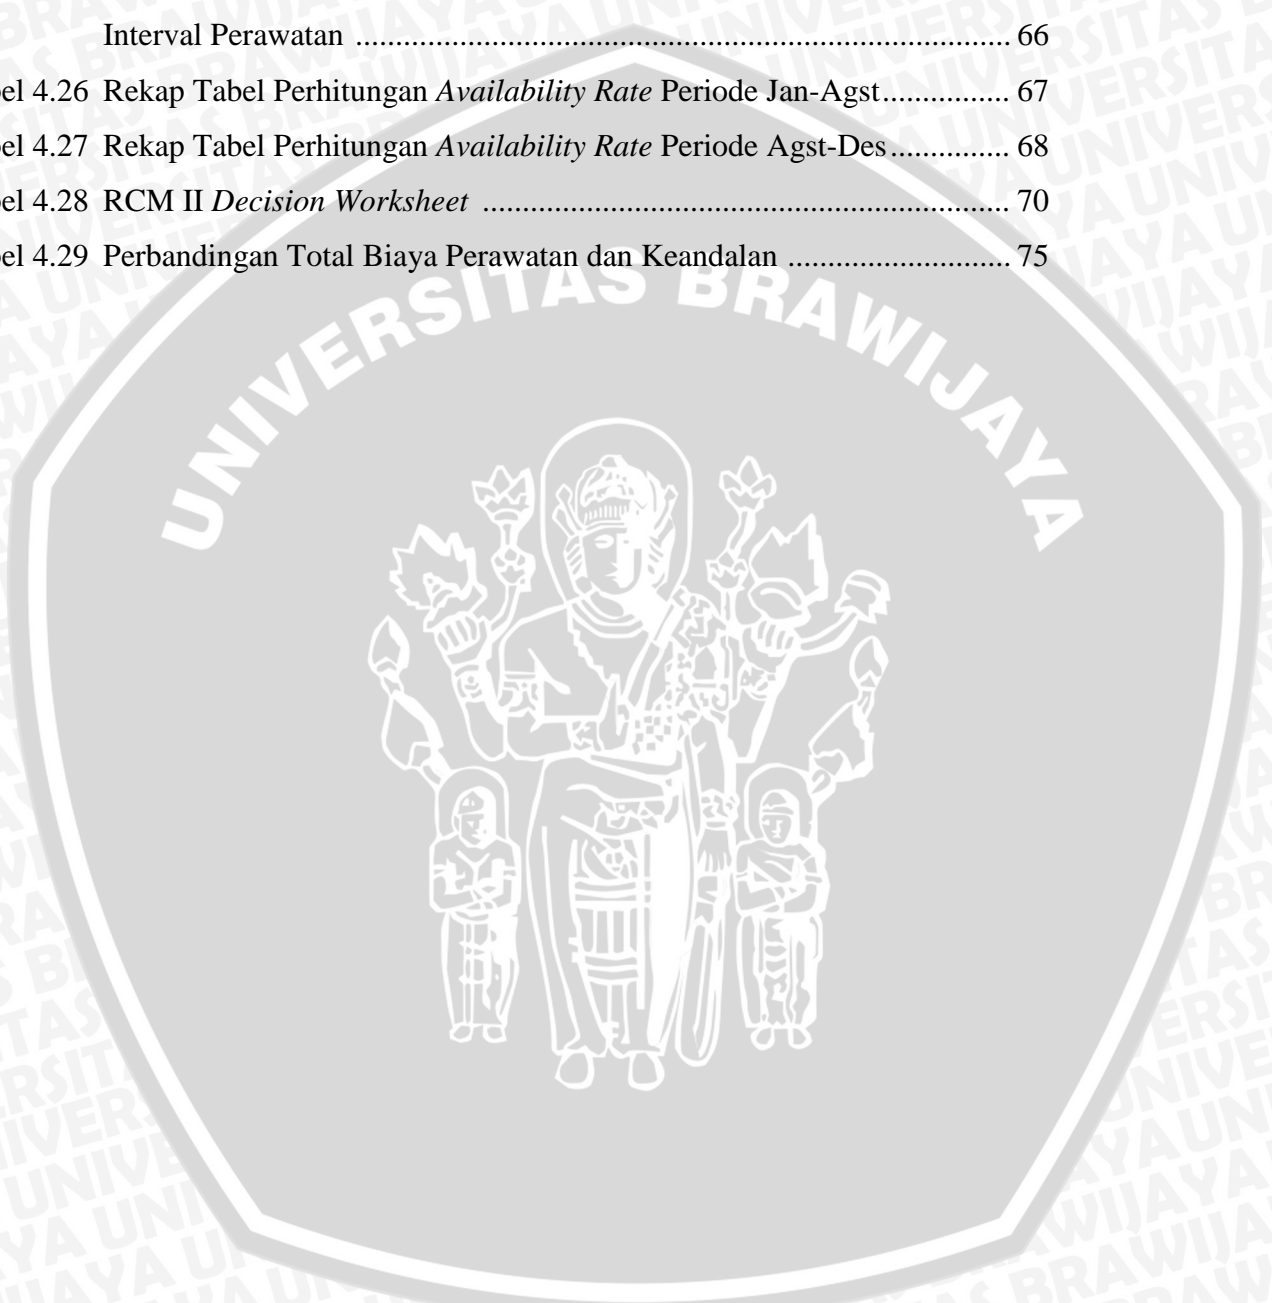 Interval Perawatan ................................................................................. 66
el 4.26 Rekap Tabel Perhitungan Availability Rate Periode Jan-Agst................ 67
el 4.27 Rekap Tabel Perhitungan Availability Rate Periode Agst-Des............... 68
el 4.28 RCM II Decision Worksheet .................................................................. 70
el 4.29 Perbandingan Total Biaya Perawatan dan Keandalan ............................ 75
UNIVERSITAS BRAWIJAYA